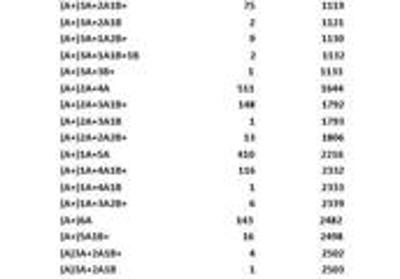 [A+]3A+2A1B+ 75 1119
[A+]3A+2A1B 2 1121
[A+]3A+1A2B+ 9 1130
[A+]3A+1A1B+1B 2 1132
[A+]3A+3B+ 1 1133
[A+]2A+4A 511 1644
[A+]2A+3A1B+ 148 1792
[A+]2A+3A1B 1 1793
[A+]2A+2A2B+ 13 1806
[A+]1A+5A 410 2216
[A+]1A+4A1B+ 116 2332
[A+]1A+4A1B 1 2333
[A+]1A+3A2B+ 6 2339
[A+]6A 143 2482
[A+]5A1B+ 16 2498
[A]3A+2A1B+ 4 2502
[A]3A+2A1B 1 2503